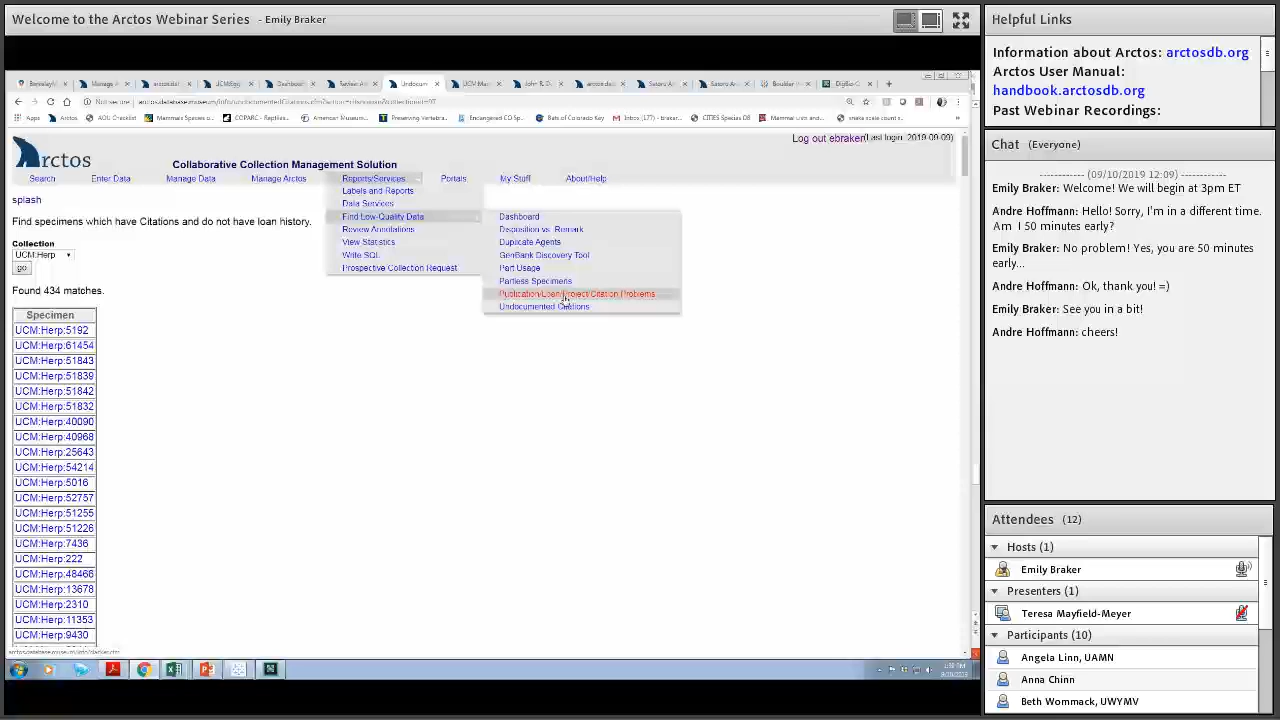 Welcome to the Arctos Webinar Series - Emily Braker
Arctos
Collaborative Collection Management Solution
Log out ebraker(Last login: 2019-09-09)
Search Enter Data Manage Data Manage Arctos Reports/Services Portals My Stuff About/Help
Labels and Reports
Data Services
Find Low-Quality Data
Review Annotations
View Statistics
Write SQL
Prospective Collection Request
Dashboard
Disposition vs. Remark
Duplicate Agents
GenBank Discovery Tool
Part Usage
Partless Specimens
Publication/Loan/Project/Citation Problems
Undocumented Citations
splash
Find specimens which have Citations and do not have loan history.
Collection
UCM:Herp
go
Found 434 matches.
Specimen
UCM:Herp:5192
UCM:Herp:61454
UCM:Herp:51843
UCM:Herp:51839
UCM:Herp:51842
UCM:Herp:51832
UCM:Herp:40090
UCM:Herp:40968
UCM:Herp:25643
UCM:Herp:54214
UCM:Herp:5016
UCM:Herp:52757
UCM:Herp:51255
UCM:Herp:51226
UCM:Herp:7436
UCM:Herp:222
UCM:Herp:48466
UCM:Herp:13678
UCM:Herp:2310
UCM:Herp:11353
UCM:Herp:9430
Helpful Links
Information about Arctos: arctosdb.org
Arctos User Manual:
handbook.arctosdb.org
Past Webinar Recordings:
Chat (Everyone)
------------ (09/10/2019 12:09) -----------
Emily Braker: Welcome! We will begin at 3pm ET
Andre Hoffmann: Hello! Sorry, I'm in a different time.
Am I 50 minutes early?
Emily Braker: No problem! Yes, you are 50 minutes
early...
Andre Hoffmann: Ok, thank you! =)
Emily Braker: See you in a bit!
Andre Hoffmann: cheers!
Attendees (12)
Hosts (1)
Emily Braker
Presenters (1)
Teresa Mayfield-Meyer
Participants (10)
Angela Linn, UAMN
Anna Chinn
Beth Wommack, UWYMV